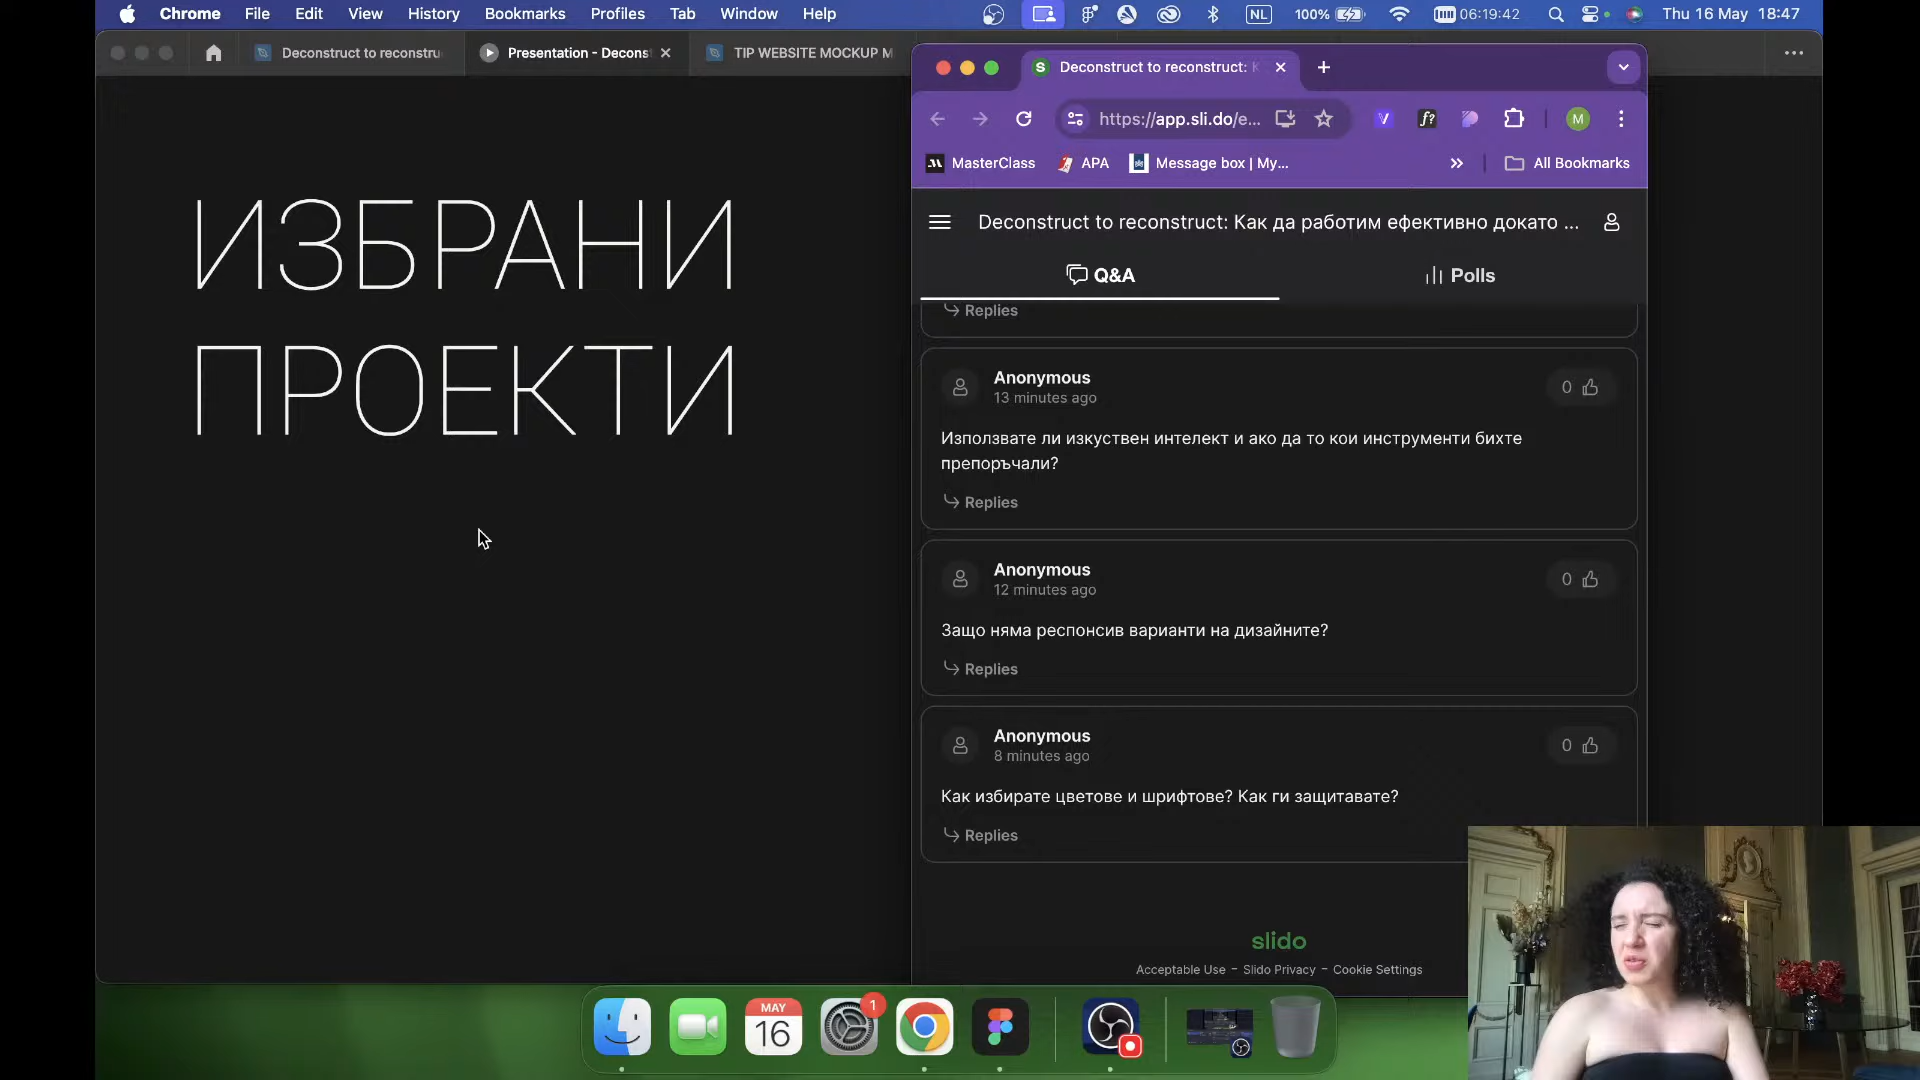 Chrome File Edit View History Bookmarks Profiles Tab Window Help NL 100% 06:19:42 Thu 16 May 18:47
Deconstruct to reconstru
Presentation - Decons
TIP WEBSITE MOCKUP M
ИЗБРАНИ
ПРОЕКТИ
S Deconstruct to reconstruct:
https://app.sli.do/e... V f? M
MasterClass APA Message box | My... » All Bookmarks
Deconstruct to reconstruct: Как да работим ефективно докато ...
Q&A Polls
Replies
Anonymous
13 minutes ago
0
Използвате ли изкуствен интелект и ако да то кои инструменти бихте
препоръчали?
Replies
Anonymous
12 minutes ago
0
Защо няма респонсив варианти на дизайните?
Replies
Anonymous
8 minutes ago
0
Как избирате цветове и шрифтове? Как ги защитавате?
Replies
slido
Acceptable Use - Slido Privacy - Cookie Settings
MAY
16
1